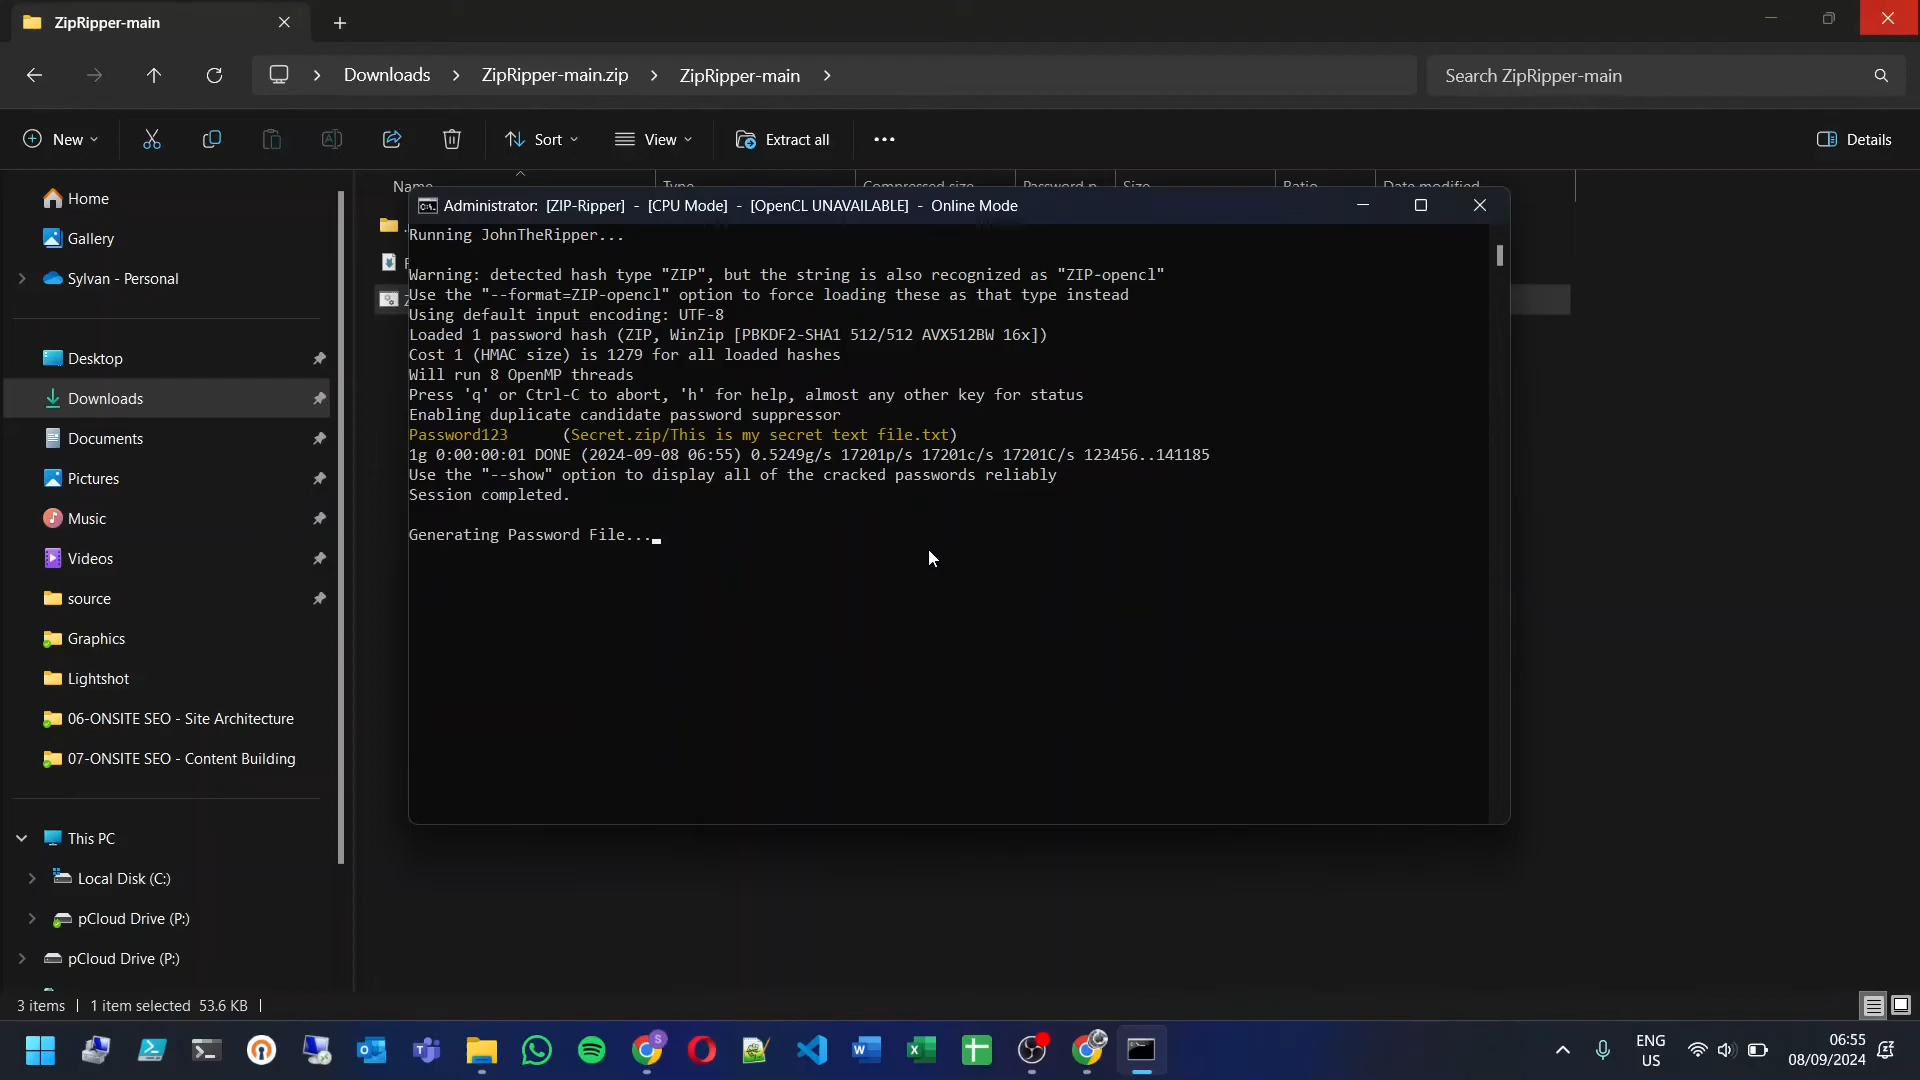 ZipRipper-main
Downloads > ZipRipper-main.zip > ZipRipper-main >
Search ZipRipper-main
New
Sort
View
Extract all
Details
Name
Type
Compressed size
Password p
Size
Ratio
Date modified
Home
Gallery
Sylvan - Personal
Desktop
Downloads
Documents
Pictures
Music
Videos
source
Graphics
Lightshot
06-ONSITE SEO - Site Architecture
07-ONSITE SEO - Content Building
This PC
Local Disk (C:)
pCloud Drive (P:)
pCloud Drive (P:)
Administrator: [ZIP-Ripper] - [CPU Mode] - [OpenCL UNAVAILABLE] - Online Mode
Running JohnTheRipper...
Warning: detected hash type "ZIP", but the string is also recognized as "ZIP-opencl"
Use the "--format=ZIP-opencl" option to force loading these as that type instead
Using default input encoding: UTF-8
Loaded 1 password hash (ZIP, WinZip [PBKDF2-SHA1 512/512 AVX512BW 16x])
Cost 1 (HMAC size) is 1279 for all loaded hashes
Will run 8 OpenMP threads
Press 'q' or Ctrl-C to abort, 'h' for help, almost any other key for status
Enabling duplicate candidate password suppressor
Password123 (Secret.zip/This is my secret text file.txt)
1g 0:00:00:01 DONE (2024-09-08 06:55) 0.5249g/s 17201p/s 17201c/s 17201C/s 123456..141185
Use the "--show" option to display all of the cracked passwords reliably
Session completed.
Generating Password File...
3 items | 1 item selected 53.6 KB |
ENG
US
06:55
08/09/2024